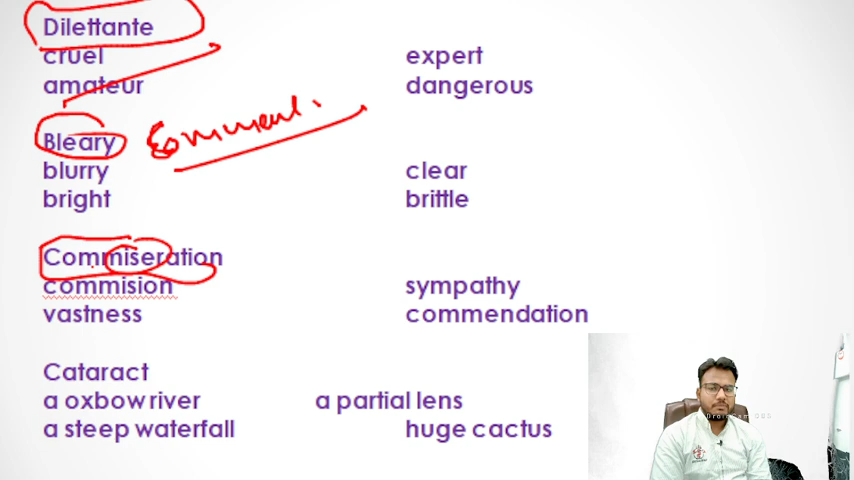 Dilettante
cruel expert
amateur dangerous
Bleary comment.
blurry clear
bright brittle
Commiseration
commision sympathy
vastness commendation
Cataract
a oxbow river a partial lens
a steep waterfall huge cactus